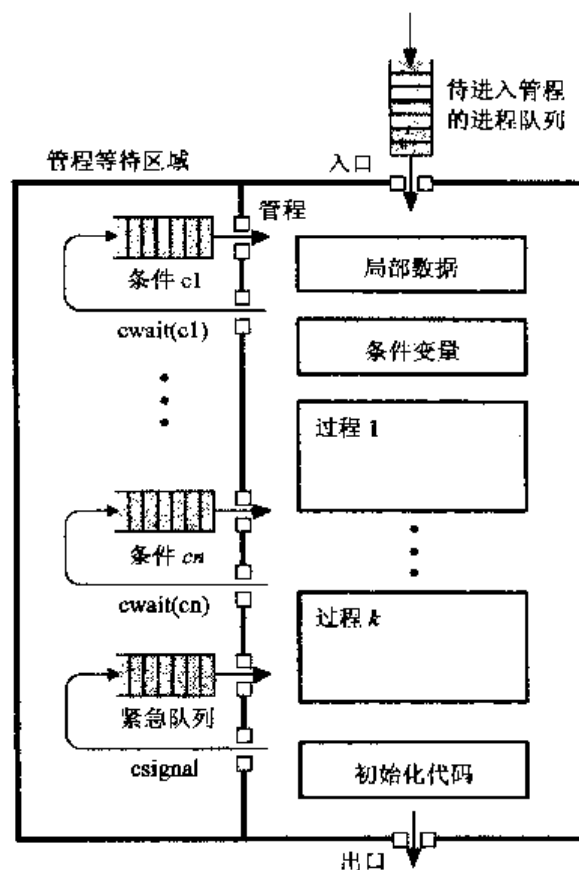 待进入管程
的进程队列
管程等待区域
入口
管程
条件 c1
局部数据
cwait(c1)
条件变量
过程 1
条件 cn
cwait(cn)
过程 k
紧急队列
csignal
初始化代码
出口